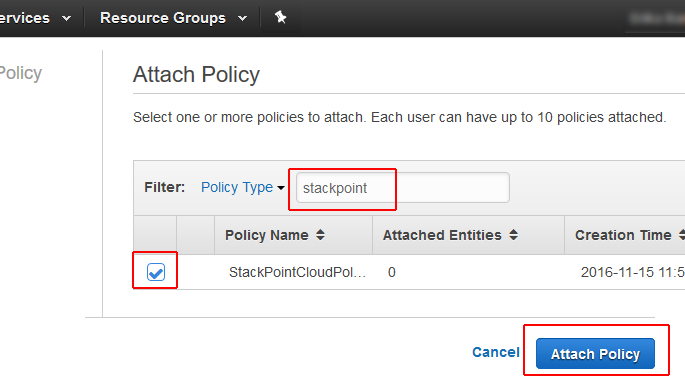 ervices Resource Groups
Policy
Attach Policy
Select one or more policies to attach. Each user can have up to 10 policies attached.
Filter: Policy Type stackpoint
Policy Name Attached Entities Creation Time
StackPointCloudPol... 0 2016-11-15 11:5
Cancel Attach Policy